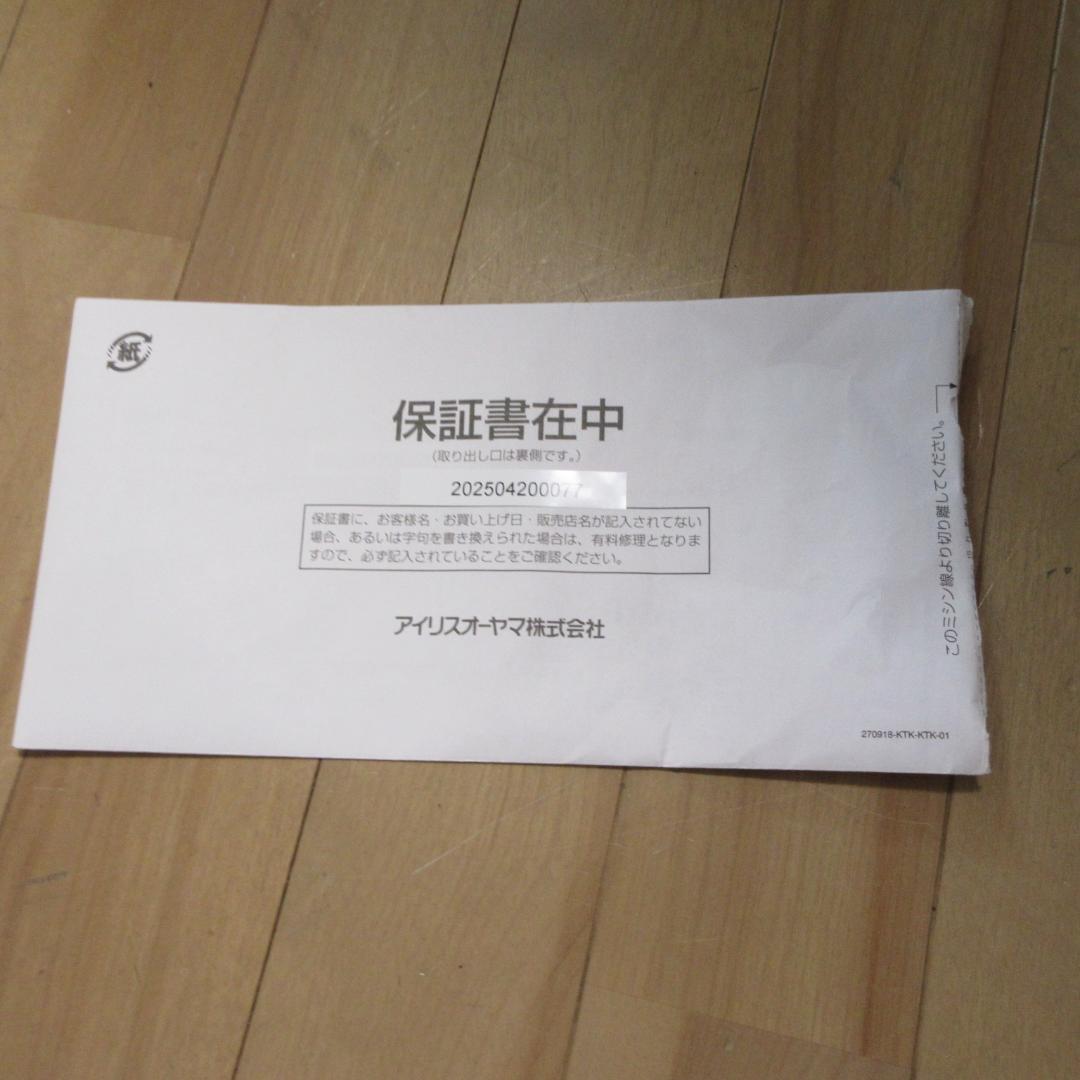 紙
保証書在中
(取り出し口は裏側です。)
202504200077
保証書に、お客様名・お買い上げ日・販売店名が記入されてない
場合、あるいは字句を書き換えられた場合は、有料修理となりま
すので、必ず記入されていることをご確認ください。
アイリスオーヤマ株式会社
このミシン線より切り離してください。
270918-KTK-KTK-01